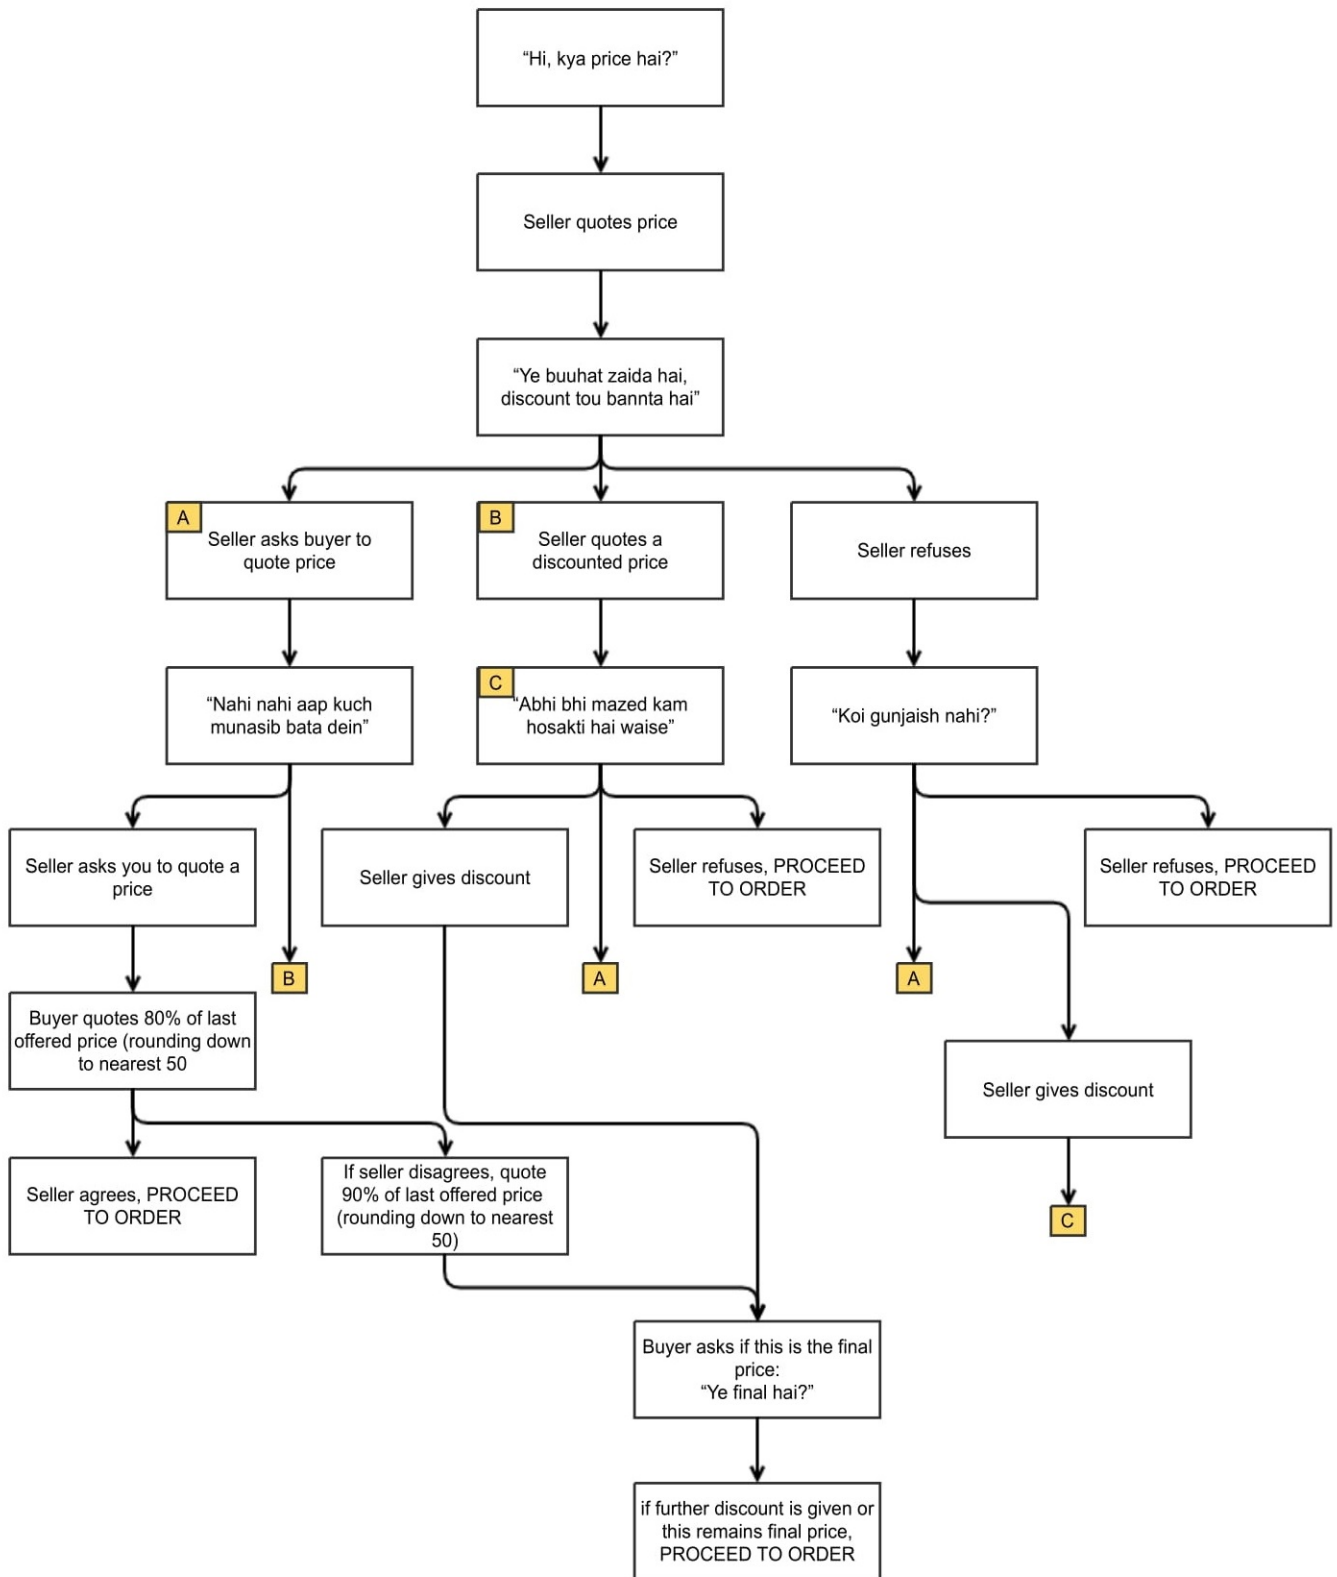 “Hi, kya price hai?”
Seller quotes price
“Ye buuhat zaida hai,
discount tou bannta hai”
A
Seller asks buyer to
quote price
B
Seller quotes a
discounted price
Seller refuses
“Nahi nahi aap kuch
munasib bata dein”
C
“Abhi bhi mazed kam
hosakti hai waise”
“Koi gunjaish nahi?”
Seller asks you to quote a
price
Seller gives discount
Seller refuses, PROCEED
TO ORDER
Seller refuses, PROCEED
TO ORDER
B
A
A
Buyer quotes 80% of last
offered price (rounding down
to nearest 50
Seller gives discount
Seller agrees, PROCEED
TO ORDER
If seller disagrees, quote
90% of last offered price
(rounding down to nearest
50)
C
Buyer asks if this is the final
price:
“Ye final hai?”
if further discount is given or
this remains final price,
PROCEED TO ORDER